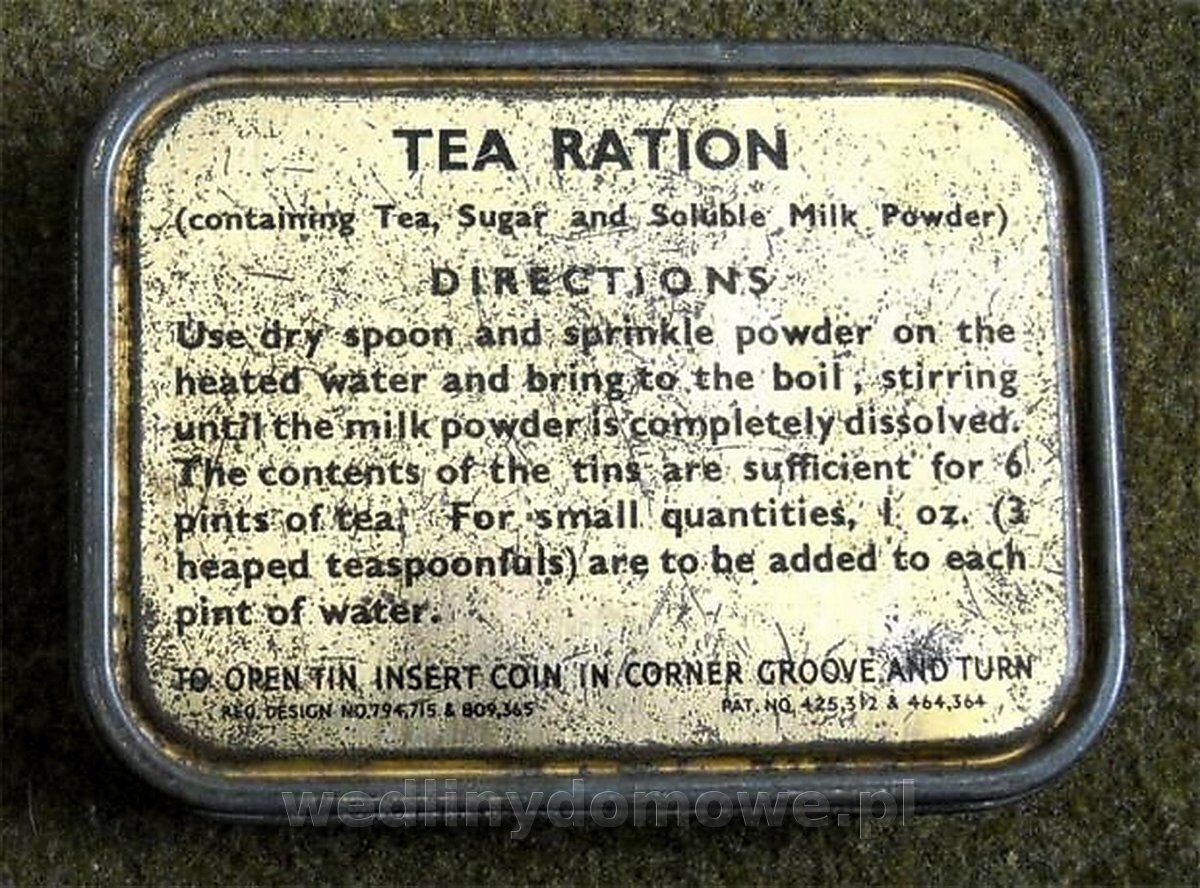 TEA RATION
(containing Tea, Sugar and Soluble Milk Powder)
DIRECTIONS
Use dry spoon and sprinkle powder on the
heated water and bring to the boil, stirring
until the milk powder is completely dissolved.
The contents of the tins are sufficient for 6
pints of tea. For small quantities, 1 oz. (3
heaped teaspoonfuls) are to be added to each
pint of water.
TO OPEN TIN INSERT COIN IN CORNER GROOVE AND TURN
REG. DESIGN NO. 794,715 & 809,365 PAT. NO. 425,312 & 464,364
wedlinydomowe.pl